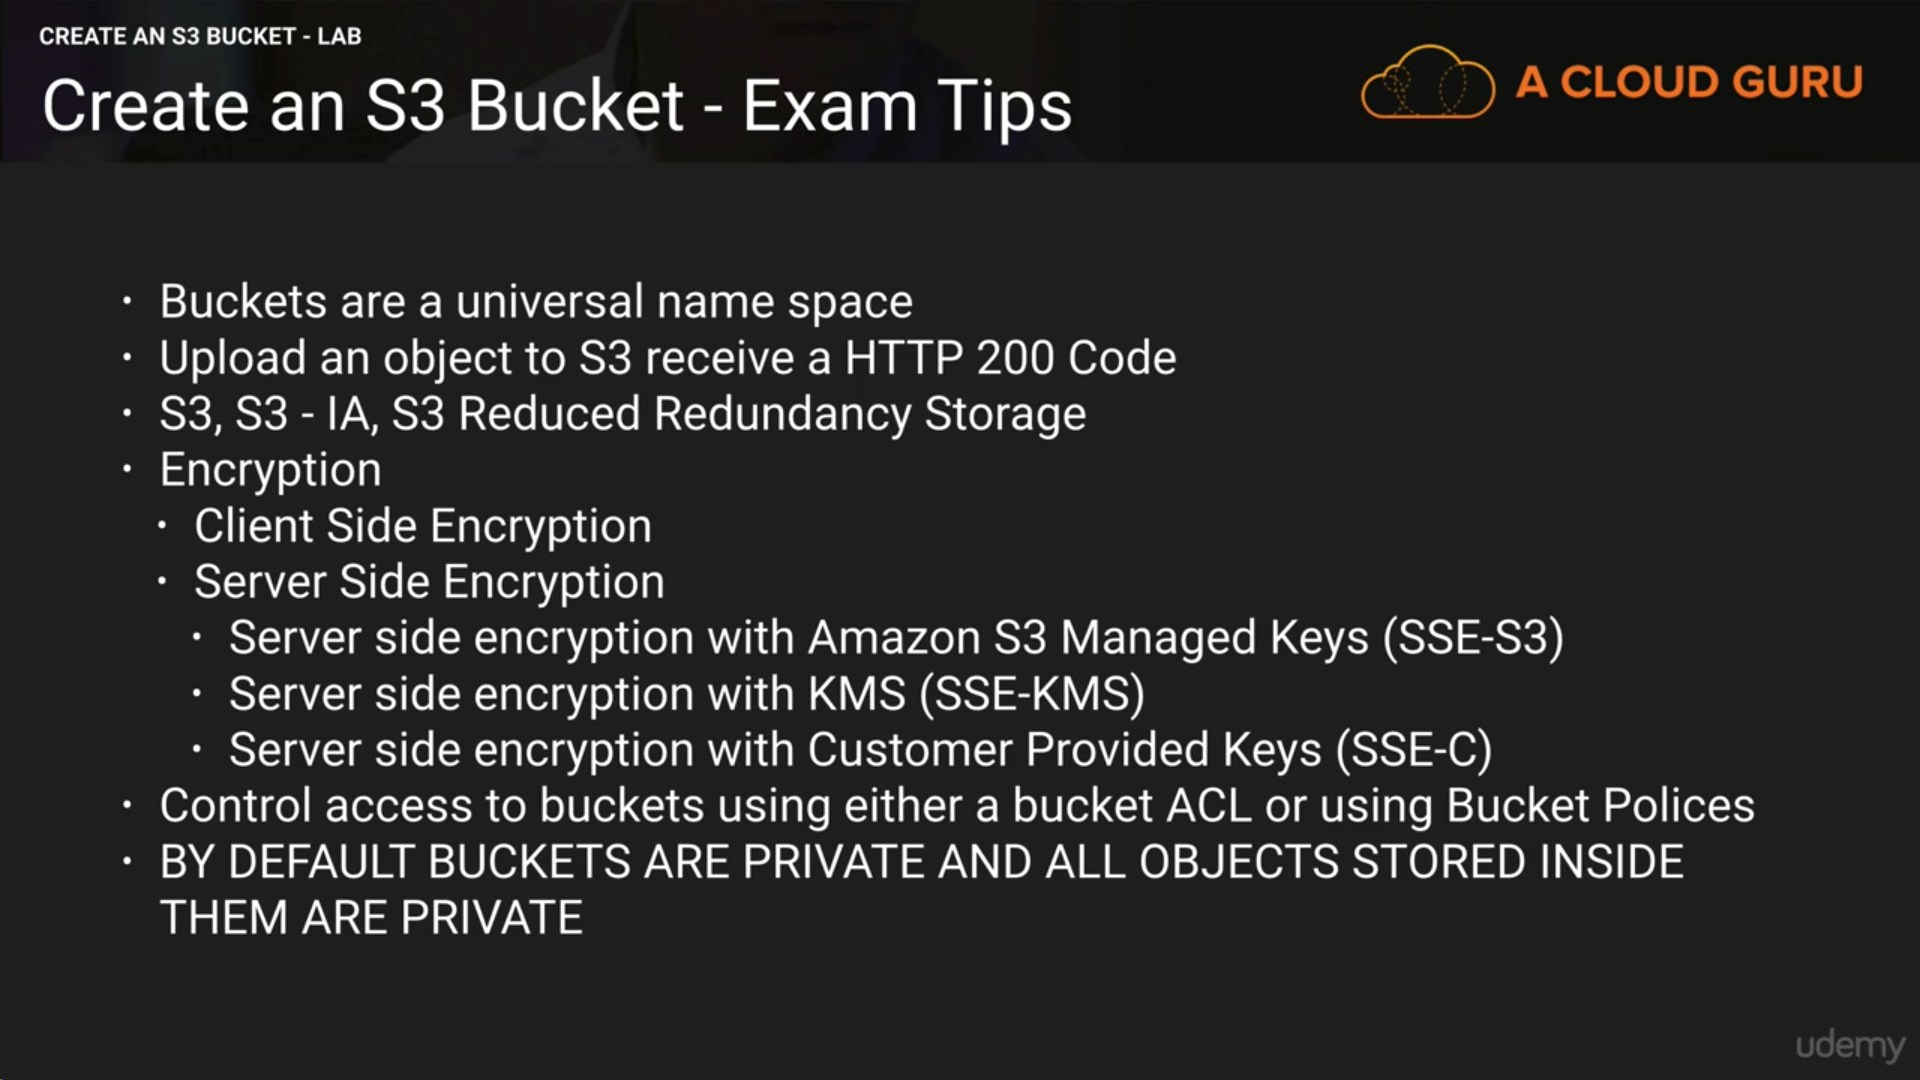 CREATE AN S3 BUCKET - LAB
Create an S3 Bucket - Exam Tips
A CLOUD GURU
• Buckets are a universal name space
• Upload an object to S3 receive a HTTP 200 Code
• S3, S3 - IA, S3 Reduced Redundancy Storage
• Encryption
• Client Side Encryption
• Server Side Encryption
• Server side encryption with Amazon S3 Managed Keys (SSE-S3)
• Server side encryption with KMS (SSE-KMS)
• Server side encryption with Customer Provided Keys (SSE-C)
• Control access to buckets using either a bucket ACL or using Bucket Polices
• BY DEFAULT BUCKETS ARE PRIVATE AND ALL OBJECTS STORED INSIDE
THEM ARE PRIVATE
udemy